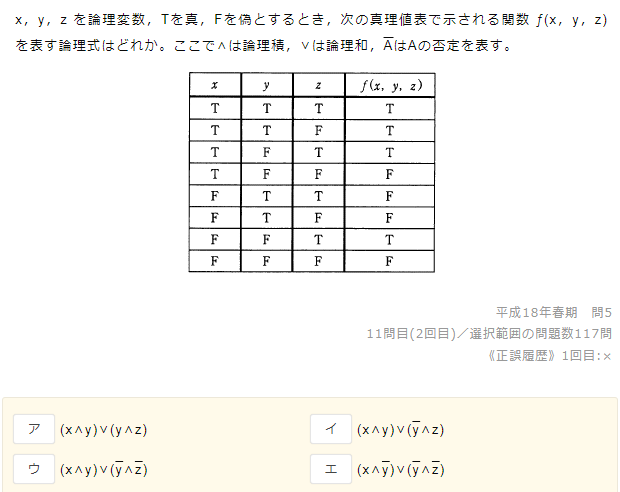 x, y, z を論理変数, Tを真, Fを偽とするとき, 次の真理値表で示される関数 f(x, y, z)
を表す論理式はどれか。ここで∧は論理積, ∨は論理和, A̅はAの否定を表す。
x y z f(x, y, z)
T T T T
T T F T
T F T T
T F F F
F T T F
F T F F
F F T T
F F F F
平成18年春期 問5
11問目(2回目)/選択範囲の問題数117問
《正誤履歴》1回目:×
ア (x∧y)∨(y∧z) イ (x∧y)∨(y̅∧z)
ウ (x∧y)∨(y̅∧z̅) エ (x∧y̅)∨(y̅∧z̅)